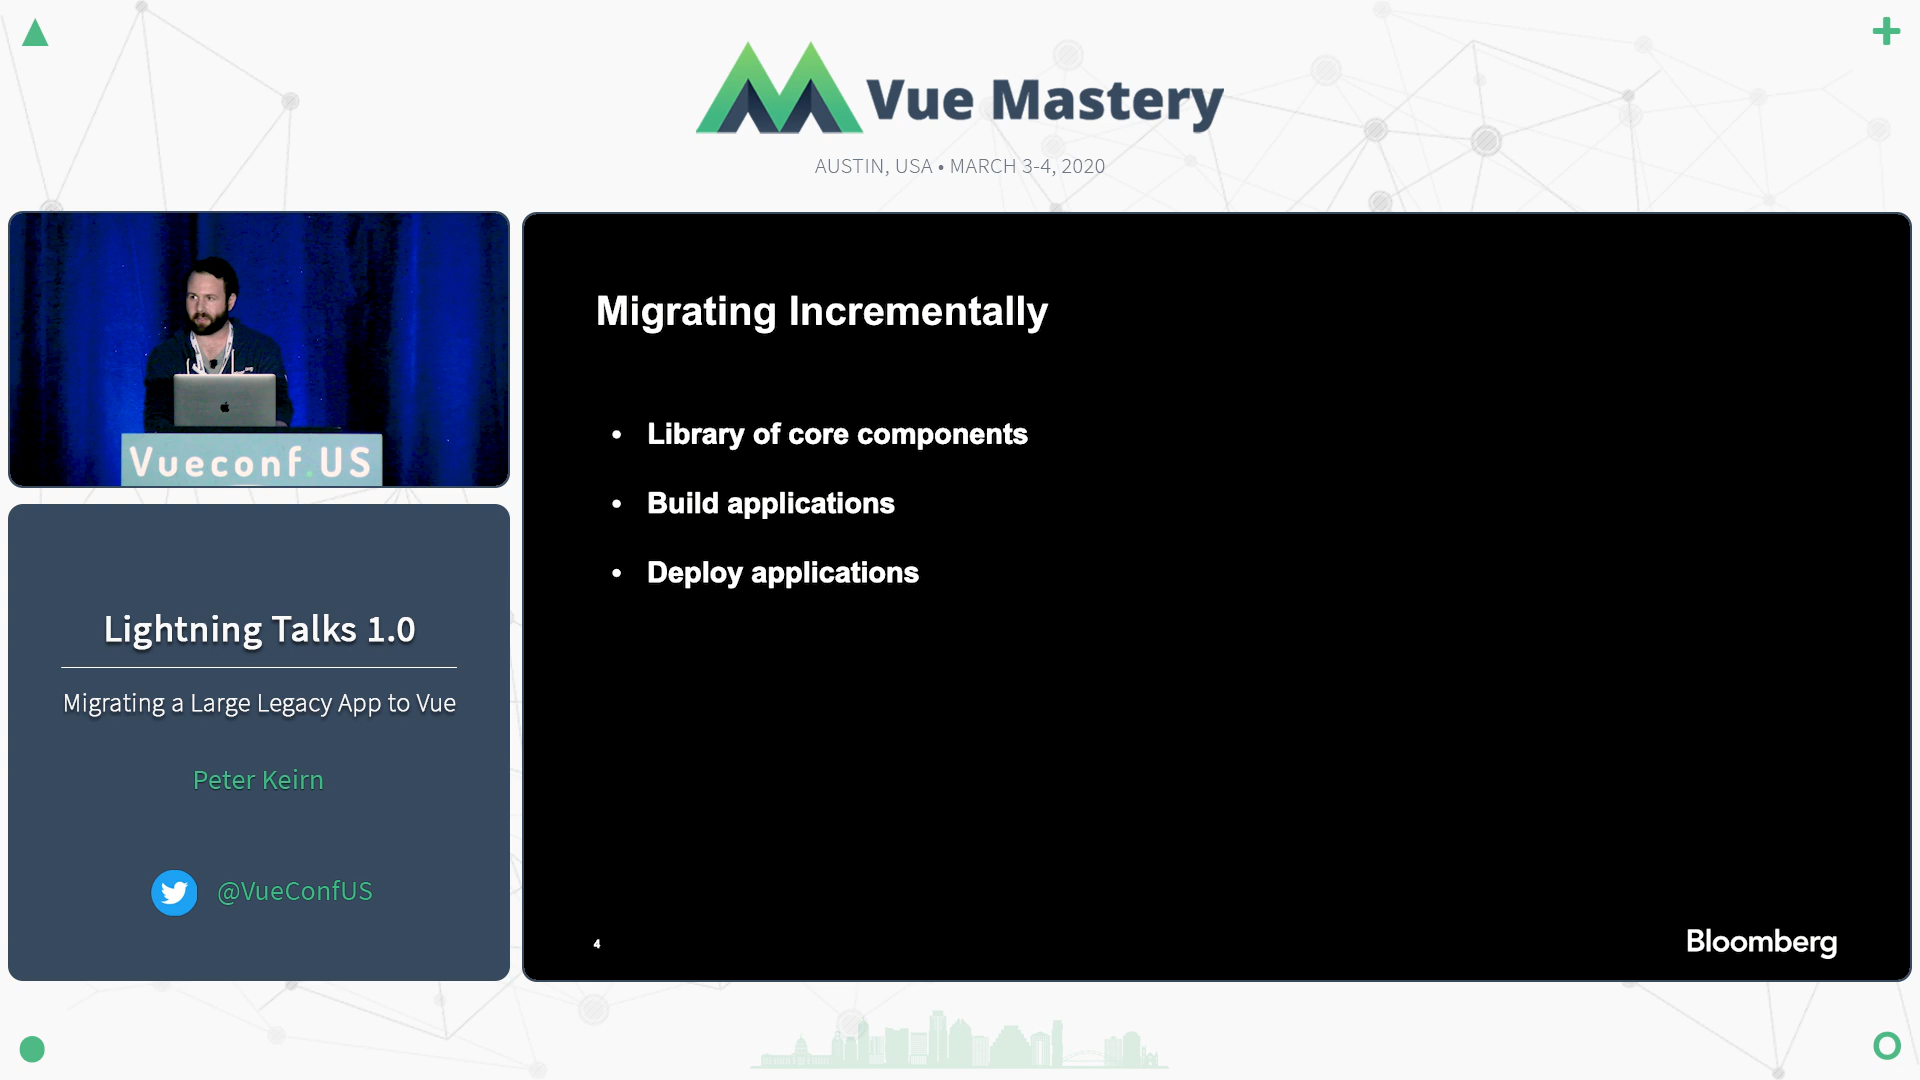 Vue Mastery
AUSTIN, USA • MARCH 3-4, 2020
Vueconf.US
Lightning Talks 1.0
Migrating a Large Legacy App to Vue
Peter Keirn
@VueConfUS
Migrating Incrementally
• Library of core components
• Build applications
• Deploy applications
4
Bloomberg